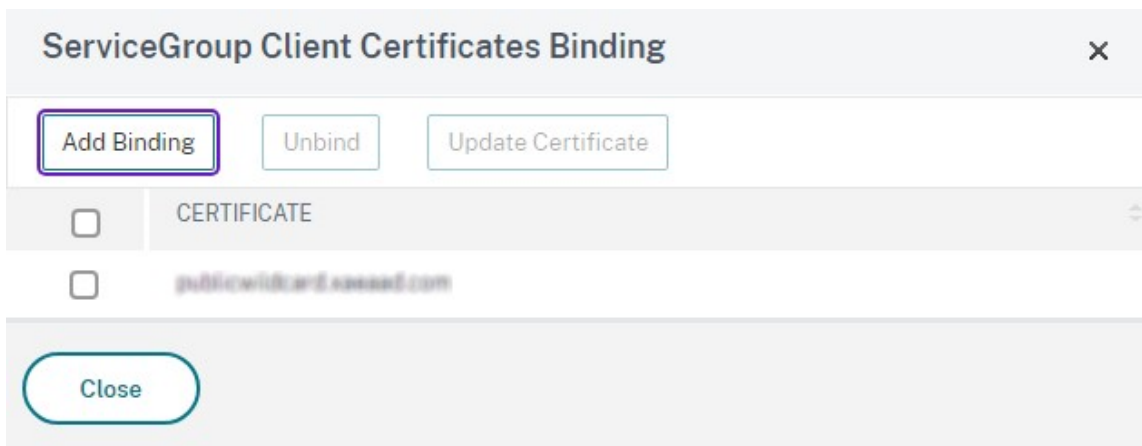 ServiceGroup Client Certificates Binding
Add Binding Unbind Update Certificate
CERTIFICATE
Close